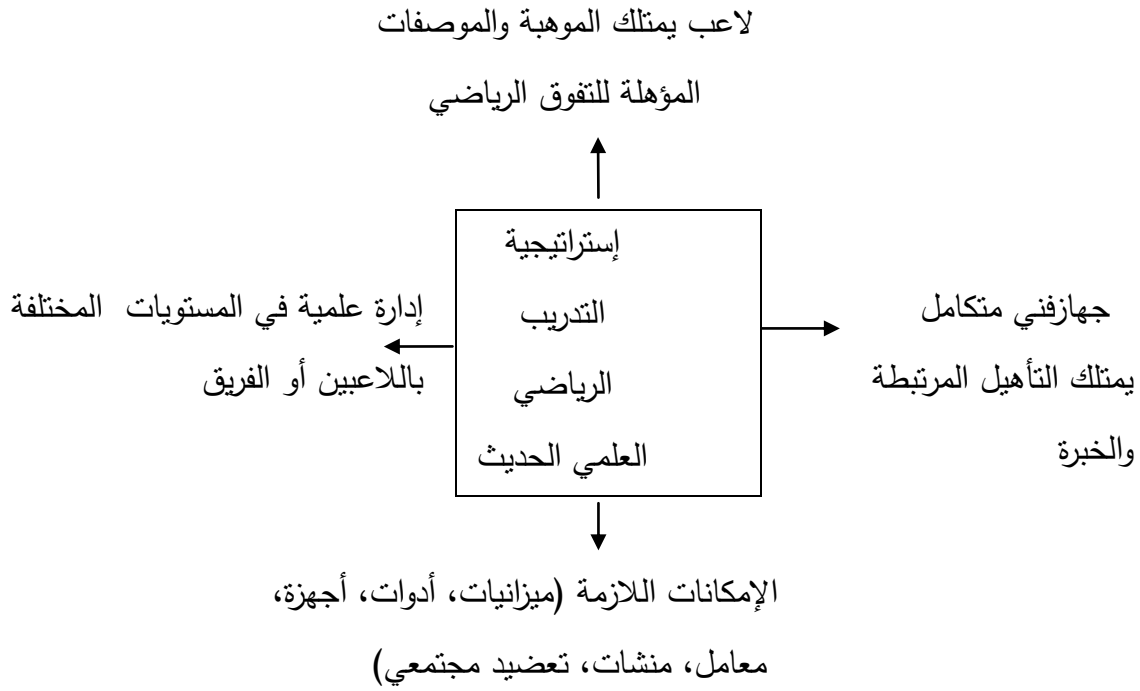 لاعب يمتلك الموهبة والموصفات
المؤهلة للتفوق الرياضي
إستراتيجية
التدريب
الرياضي
العلمي الحديث
جهازفني متكامل
يمتلك التأهيل المرتبطة
والخبرة
إدارة علمية في المستويات المختلفة
باللاعبين أو الفريق
الإمكانات اللازمة (ميزانيات، أدوات، أجهزة،
معامل، منشات، تعضيد مجتمعي)